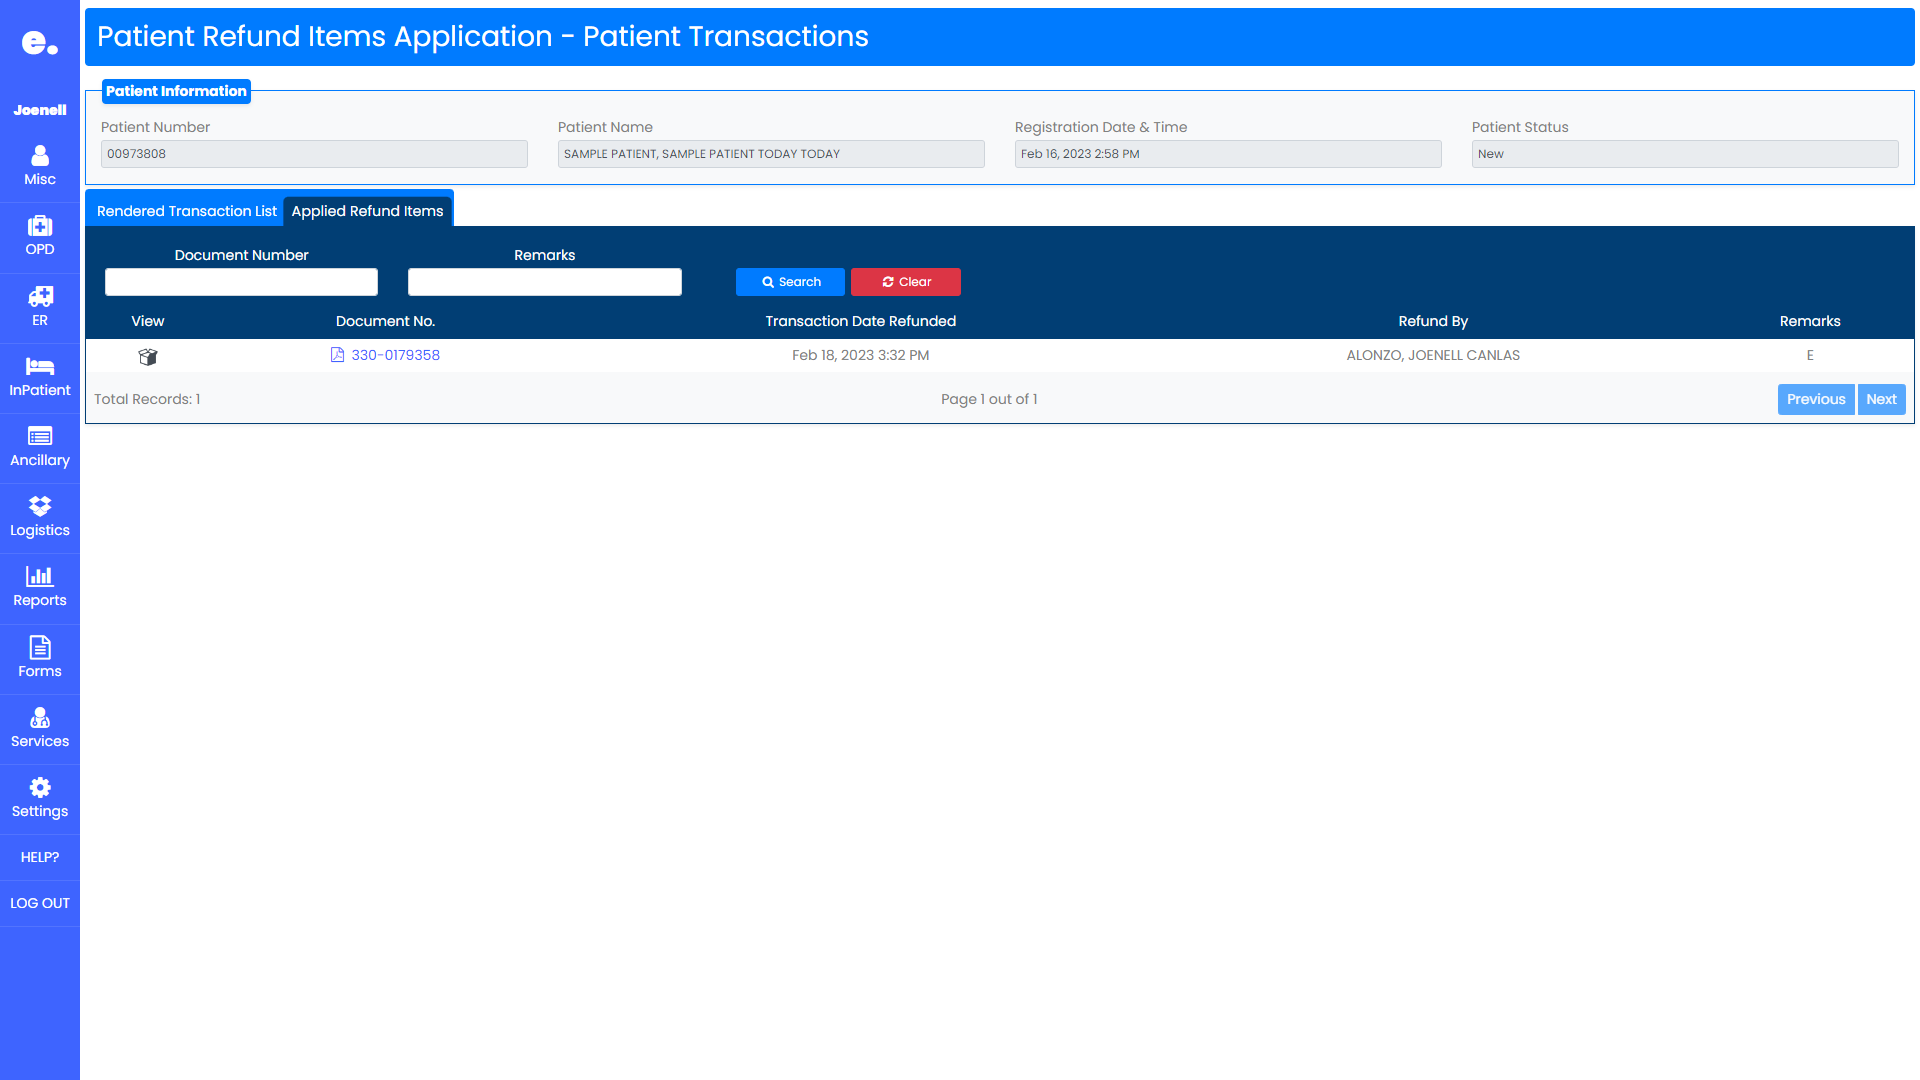 e.
Joenell
Misc
OPD
ER
InPatient
Ancillary
Logistics
Reports
Forms
Services
Settings
HELP?
LOG OUT
Patient Refund Items Application - Patient Transactions
Patient Information
Patient Number Patient Name Registration Date & Time Patient Status
00973808 SAMPLE PATIENT, SAMPLE PATIENT TODAY TODAY Feb 16, 2023 2:58 PM New
Rendered Transaction List Applied Refund Items
Document Number Remarks
Search Clear
View Document No. Transaction Date Refunded Refund By Remarks
330-0179358 Feb 18, 2023 3:32 PM ALONZO, JOENELL CANLAS E
Total Records: 1 Page 1 out of 1 Previous Next